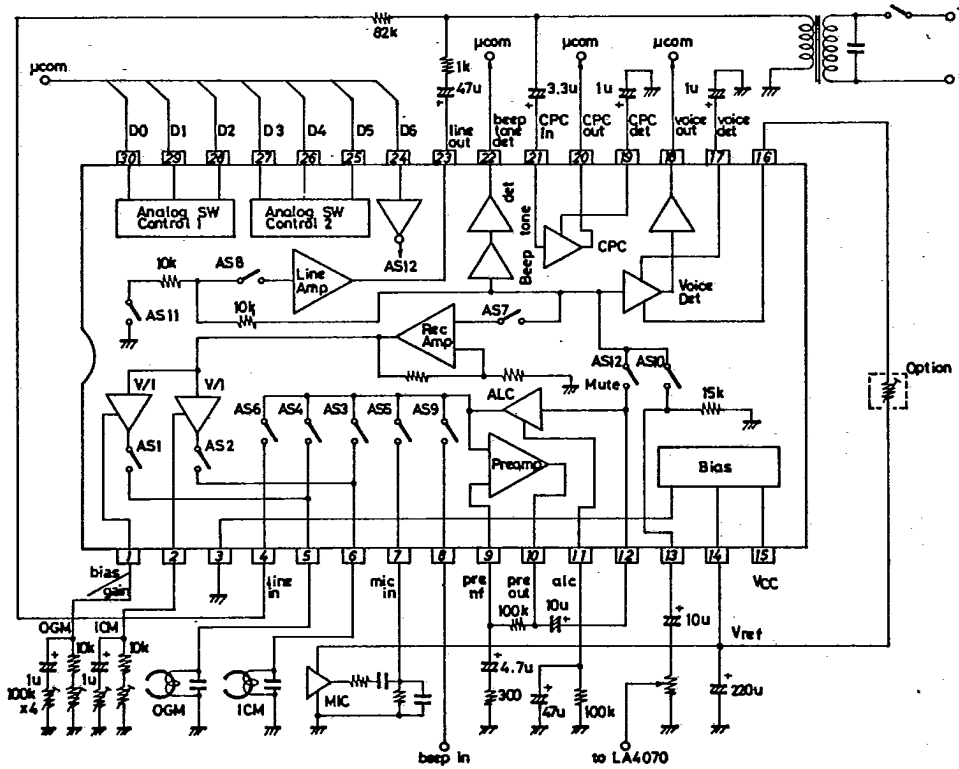 82k
μcom
μcom
μcom
μcom
1k
47u
3.3u
1u
1u
D0
D1
D2
D3
D4
D5
D6
line out
beep tone det
CPC in
CPC out
CPC det
voice out
voice det
30
29
28
27
26
25
24
23
22
21
20
19
18
17
16
Analog SW Control 1
Analog SW Control 2
AS12
det
Beep tone
CPC
10k
AS8
Line Amp
Voice Det
AS11
10k
AS7
Rec Amp
AS12
AS10
Mute
Option
V/I
V/I
ALC
15k
AS6
AS4
AS3
AS5
AS9
AS1
AS2
Preamp
Bias
1
2
3
4
5
6
7
8
9
10
11
12
13
14
15
bias
gain
line in
mic in
pre nf
pre out
alc
VCC
100k
10u
10u
Vref
OGM
ICM
10k
10k
1u
1u
4.7u
100k x4
300
47u
100k
220u
OGM
ICM
MIC
beep in
to LA4070